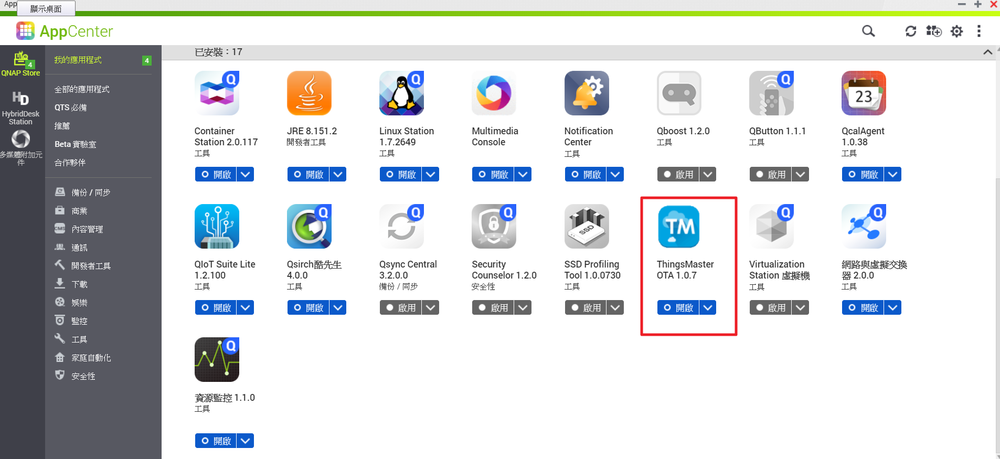 App
顯示桌面
AppCenter
4
QNAP Store
HD
HybridDesk
Station
多媒體附加元
件
我的應用程式
4
全部的應用程式
QTS 必備
推薦
Beta 實驗室
合作夥伴
備份 / 同步
商業
CMS
內容管理
通訊
開發者工具
下載
娛樂
監控
工具
家庭自動化
安全性
已安裝：17
Q
Q
Q
23
Container
Station 2.0.117
工具
JRE 8.151.2
開發者工具
Linux Station
1.7.2649
工具
Multimedia
Console
Notification
Center
工具
Qboost 1.2.0
工具
QButton 1.1.1
工具
QcalAgent
1.0.38
工具
開啟
開啟
開啟
開啟
開啟
啟用
啟用
開啟
Q
Q
Q
SSD
TM
Q
Q
QIoT Suite Lite
1.2.100
工具
Qsirch酷先生
4.0.0
工具
Qsync Central
3.2.0.0
備份 / 同步
Security
Counselor 1.2.0
安全性
SSD Profiling
Tool 1.0.0730
工具
ThingsMaster
OTA 1.0.7
Virtualization
Station 虛擬機
工具
網路與虛擬交換
器 2.0.0
工具
開啟
開啟
啟用
啟用
啟用
開啟
啟用
開啟
Q
資源監控 1.1.0
工具
開啟